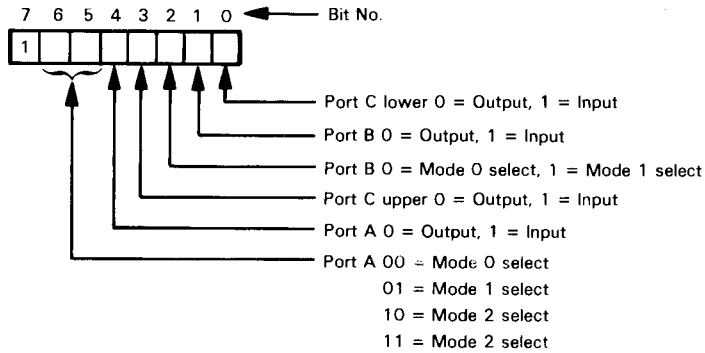 7 6 5 4 3 2 1 0 Bit No.
1
Port C lower 0 = Output, 1 = Input
Port B 0 = Output, 1 = Input
Port B 0 = Mode 0 select, 1 = Mode 1 select
Port C upper 0 = Output, 1 = Input
Port A 0 = Output, 1 = Input
Port A 00 = Mode 0 select
01 = Mode 1 select
10 = Mode 2 select
11 = Mode 2 select